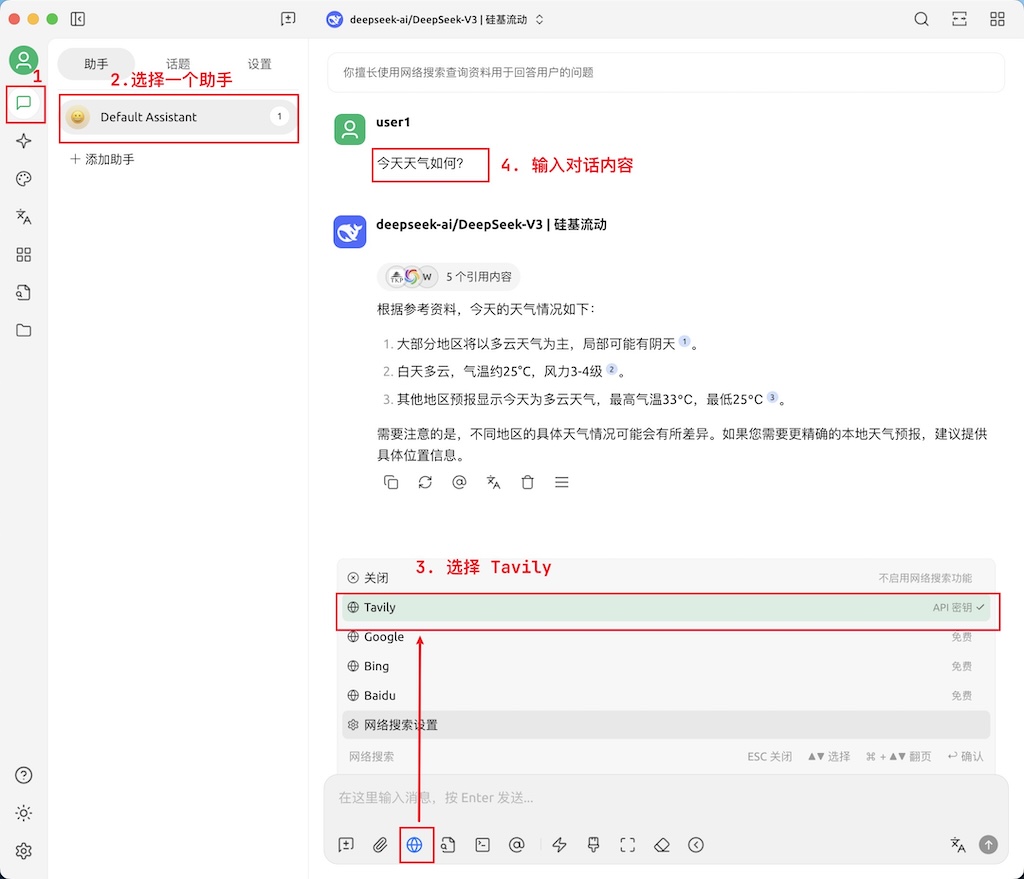 deepseek-ai/DeepSeek-V3 | 硅基流动
1
助手
话题
设置
2.选择一个助手
Default Assistant
1
添加助手
你擅长使用网络搜索查询资料用于回答用户的问题
user1
今天天气如何?
4. 输入对话内容
deepseek-ai/DeepSeek-V3 | 硅基流动
W 5 个引用内容
根据参考资料，今天的天气情况如下：
1. 大部分地区将以多云天气为主，局部可能有阴天 1 。
2. 白天多云，气温约25°C，风力3-4级 2 。
3. 其他地区预报显示今天为多云天气，最高气温33°C，最低25°C 3 。
需要注意的是，不同地区的具体天气情况可能会有所差异。如果您需要更精确的本地天气预报，建议提供
具体位置信息。
3. 选择 Tavily
关闭
不启用网络搜索功能
Tavily
API 密钥
Google
免费
Bing
免费
Baidu
免费
网络搜索设置
网络搜索
ESC 关闭 ▲▼ 选择 ⌘ + ▲▼ 翻页 ↩ 确认
在这里输入消息，按 Enter 发送...